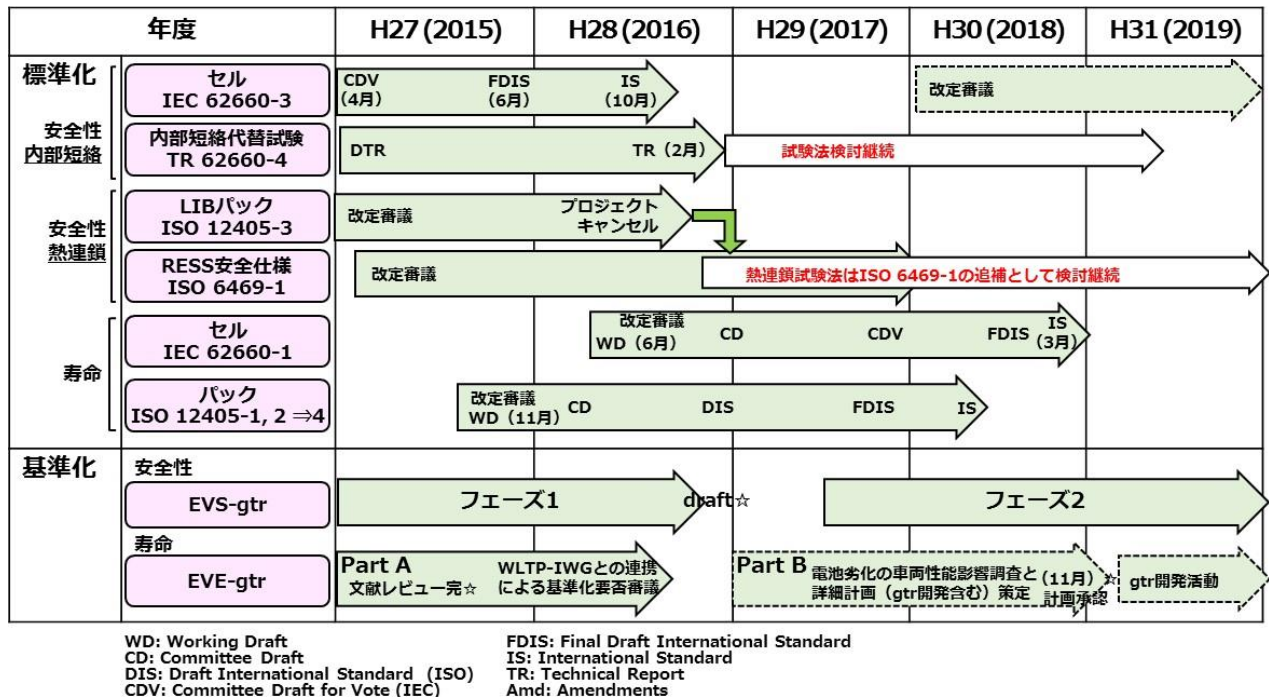 年度 H27 (2015) H28 (2016) H29 (2017) H30 (2018) H31 (2019)
標準化
安全性
内部短絡
セル
IEC 62660-3
CDV
(4月)
FDIS
(6月)
IS
(10月)
改定審議
内部短絡代替試験
TR 62660-4
DTR
TR（2月）
試験法検討継続
安全性
熱連鎖
LIBパック
ISO 12405-3
改定審議
プロジェクト
キャンセル
RESS安全仕様
ISO 6469-1
改定審議
熱連鎖試験法はISO 6469-1の追補として検討継続
寿命
セル
IEC 62660-1
改定審議
WD（6月）
CD
CDV
FDIS
IS
(3月)
パック
ISO 12405-1, 2 ⇒4
改定審議
WD（11月）
CD
DIS
FDIS
IS
基準化
安全性
EVS-gtr
フェーズ1
draft☆
フェーズ2
寿命
EVE-gtr
Part A
文献レビュー完☆
WLTP-IWGとの連携
による基準化要否審議
Part B
電池劣化の車両性能影響調査と
詳細計画（gtr開発含む）策定
(11月)☆
計画承認
gtr開発活動
WD: Working Draft
CD: Committee Draft
DIS: Draft International Standard (ISO)
CDV: Committee Draft for Vote (IEC)
FDIS: Final Draft International Standard
IS: International Standard
TR: Technical Report
Amd: Amendments